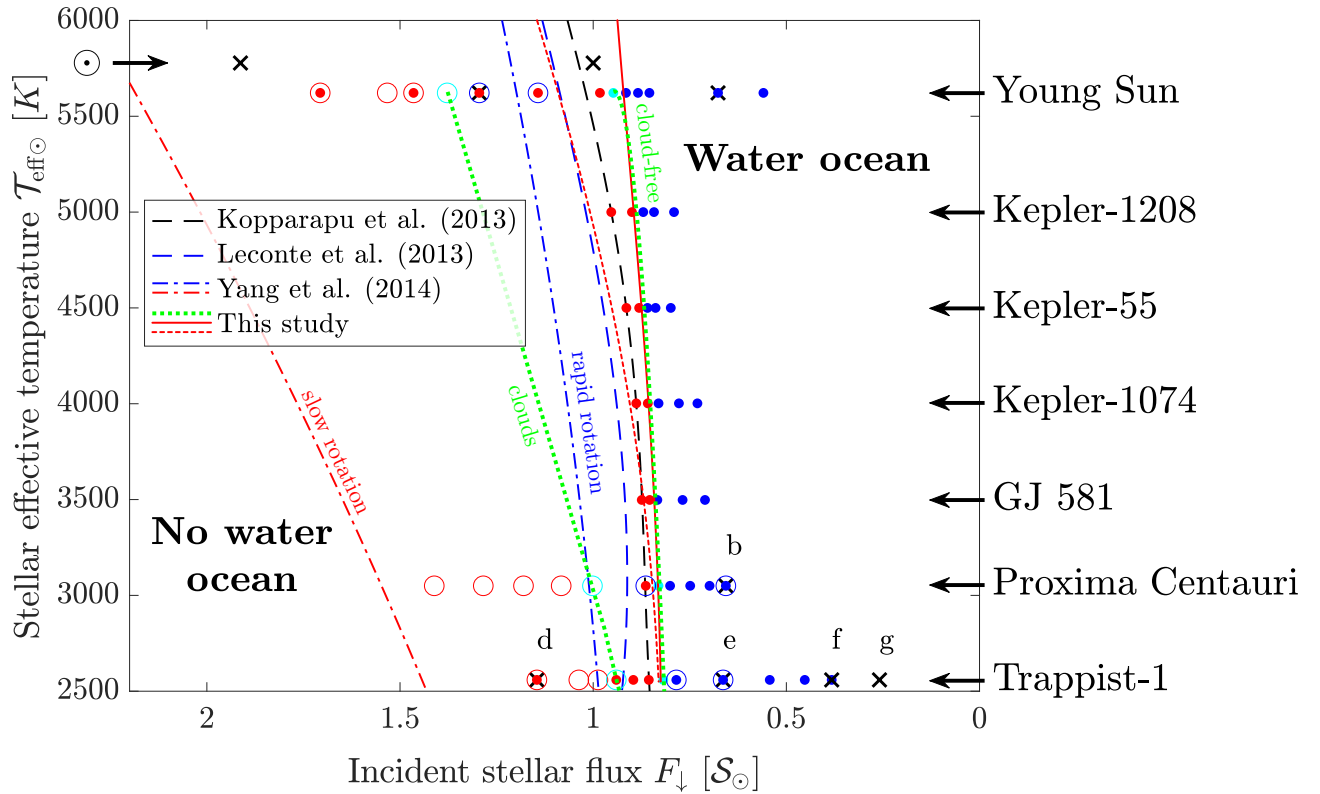 Stellar effective temperature 𝒯eff⊙ [K]
6000
5500
5000
4500
4000
3500
3000
2500
2
1.5
1
0.5
0
Incident stellar flux F↓ [𝒮⊙]
Young Sun
Kepler-1208
Kepler-55
Kepler-1074
GJ 581
Proxima Centauri
Trappist-1
Water ocean
No water
ocean
Kopparapu et al. (2013)
Leconte et al. (2013)
Yang et al. (2014)
This study
cloud-free
clouds
rapid rotation
slow rotation
b
d
e
f
g